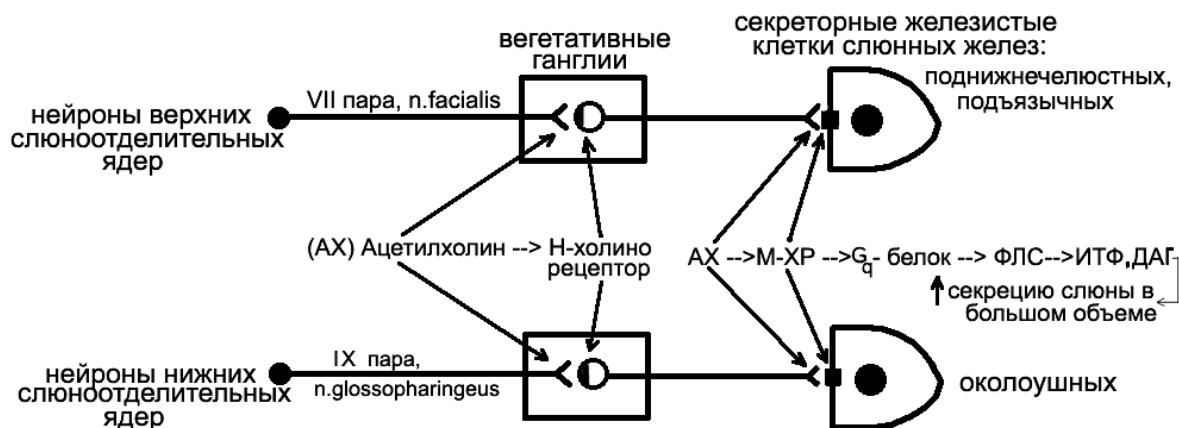 вегетативные
ганглии
секреторные железистые
клетки слюнных желез:
поднижнечелюстных,
подъязычных
VII пара, n.facialis
нейроны верхних
слюноотделительных
ядер
(АХ) Ацетилхолин --> Н-холино
рецептор
АХ -->М-ХР -->Gq- белок --> ФЛС-->ИТФ,ДАГ
секрецию слюны в
большом объеме
IX пара,
n.glossopharingeus
нейроны нижних
слюноотделительных
ядер
околоушных